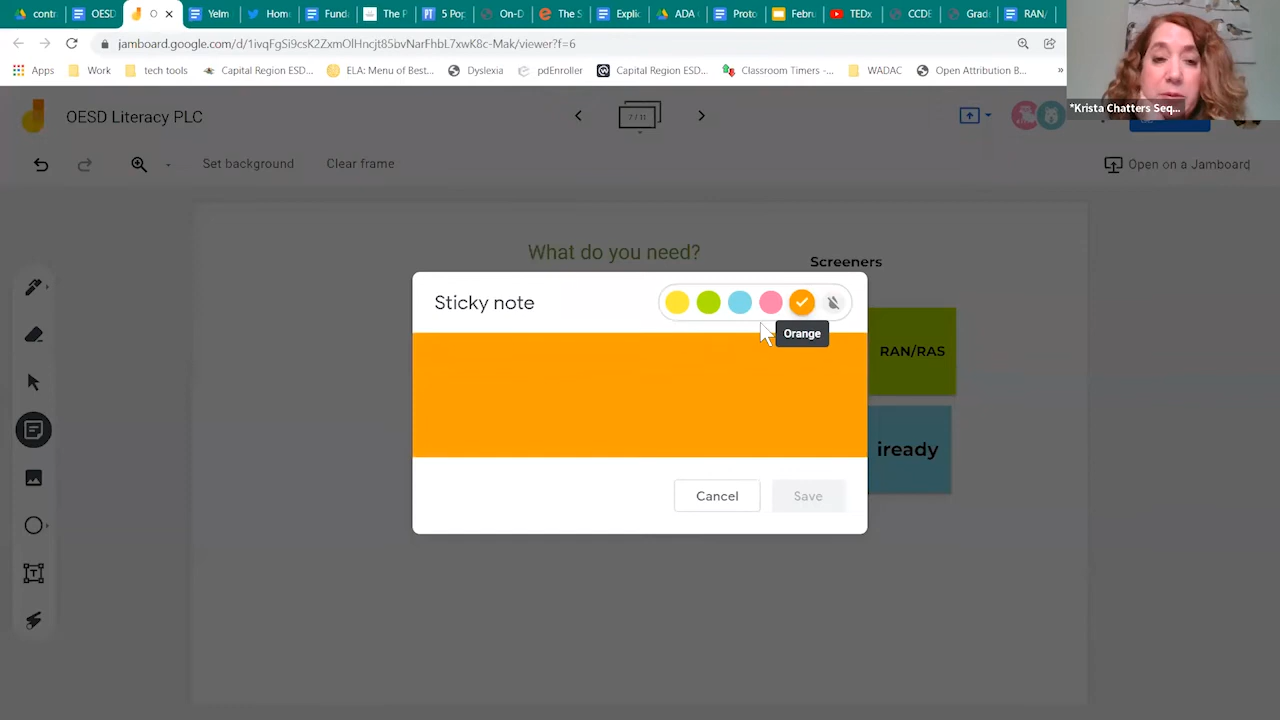 contr
OESD
O
Yelm
Hom
Funda
The P
5 Pop
On-D
The S
Explic
ADA
Proto
Febru
TEDx
CCDE
Grad
RAN/
jamboard.google.com/d/1ivqFgSi9csK2ZxmOlHncjt85bvNarFhbL7xwK8c-Mak/viewer?f=6
Apps
Work
tech tools
Capital Region ESD...
ELA: Menu of Best...
Dyslexia
pdEnroller
Capital Region ESD...
Classroom Timers -...
WADAC
Open Attribution B...
»
*Krista Chatters Seq...
OESD Literacy PLC
7 / 11
Set background
Clear frame
Open on a Jamboard
What do you need?
Screeners
Sticky note
Orange
RAN/RAS
iready
Cancel
Save